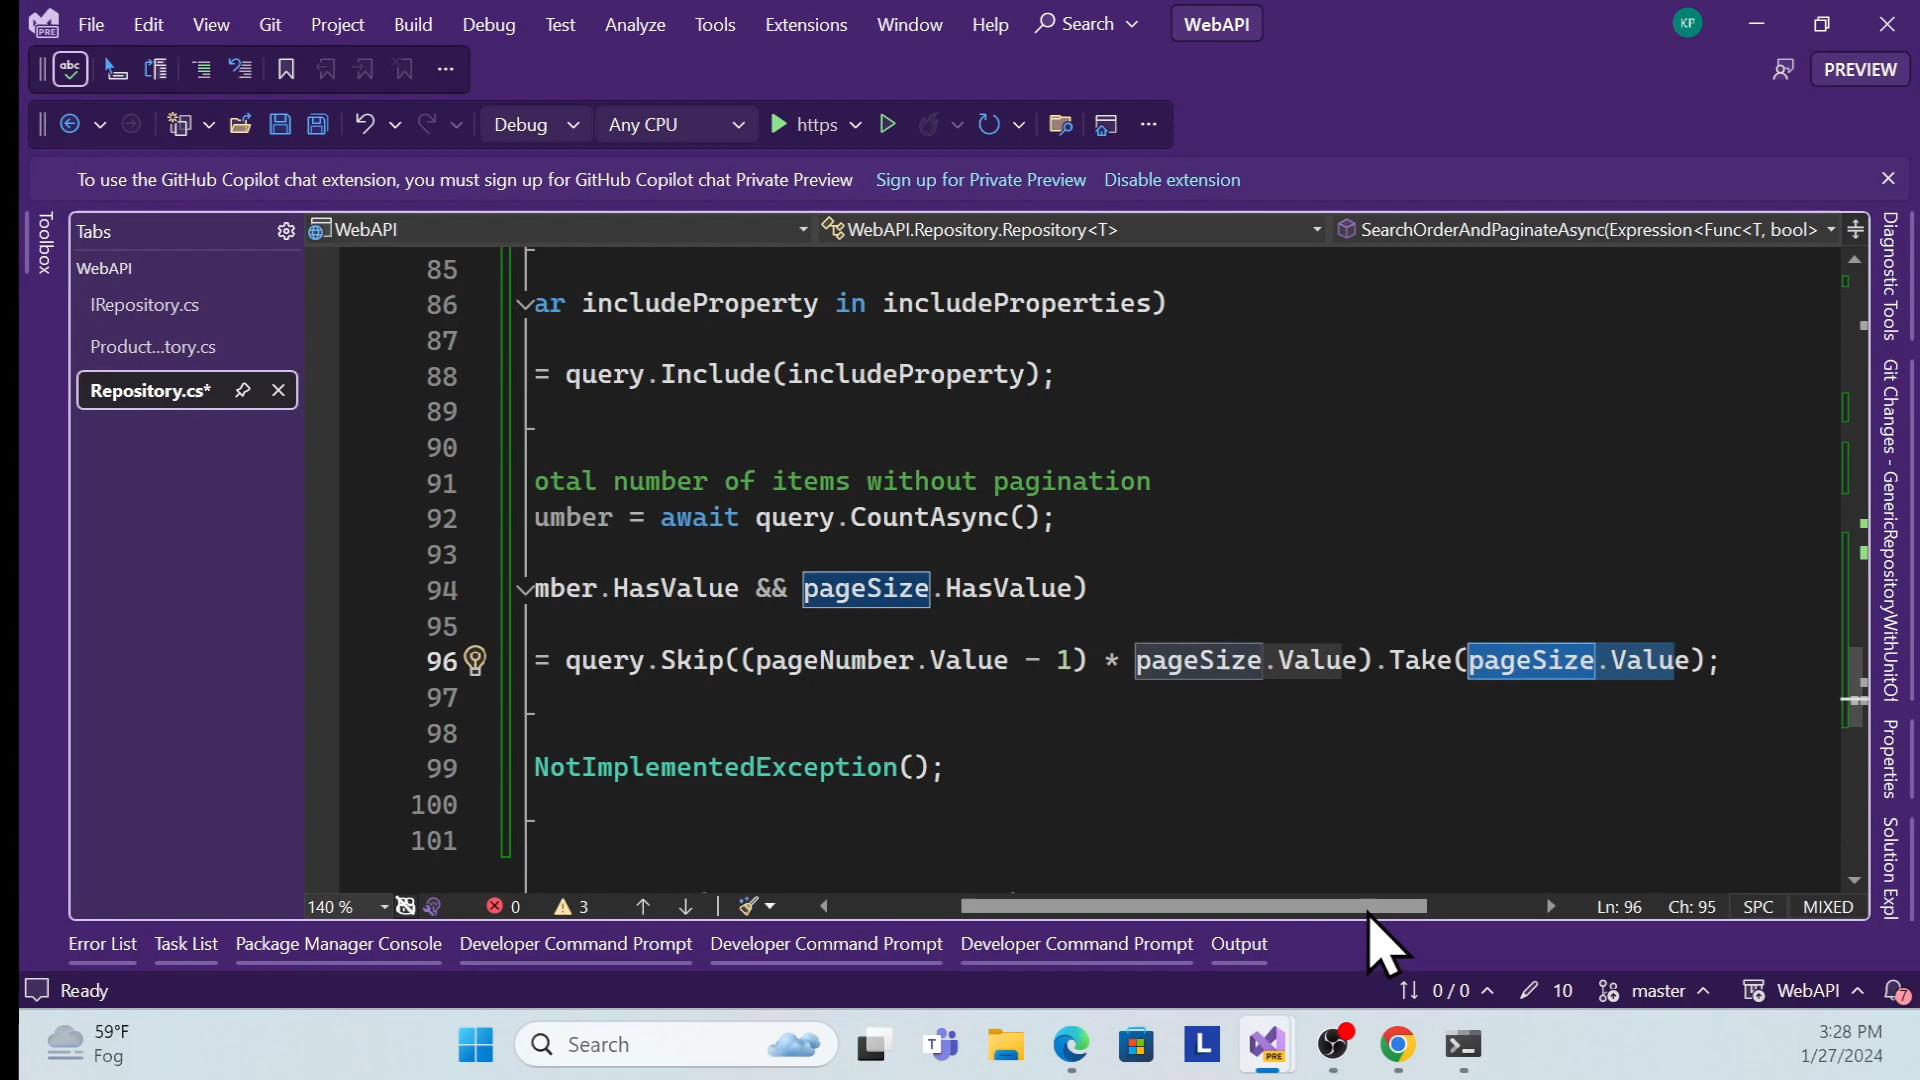 File Edit View Git Project Build Debug Test Analyze Tools Extensions Window Help Search WebAPI KP
PRE
abc
PREVIEW
Debug Any CPU https
To use the GitHub Copilot chat extension, you must sign up for GitHub Copilot chat Private Preview Sign up for Private Preview Disable extension
Toolbox
Tabs
WebAPI
IRepository.cs
Product...tory.cs
Repository.cs*
WebAPI WebAPI.Repository.Repository<T> SearchOrderAndPaginateAsync(Expression<Func<T, bool>
85
86 ar includeProperty in includeProperties)
87
88 = query.Include(includeProperty);
89
90
91 otal number of items without pagination
92 umber = await query.CountAsync();
93
94 mber.HasValue && pageSize.HasValue)
95
96 = query.Skip((pageNumber.Value - 1) * pageSize.Value).Take(pageSize.Value);
97
98
99 NotImplementedException();
100
101
Diagnostic Tools
Git Changes - GenericRepositoryWithUnitOf
Properties
Solution Expl
140 % 0 3 Ln: 96 Ch: 95 SPC MIXED
Error List Task List Package Manager Console Developer Command Prompt Developer Command Prompt Developer Command Prompt Output
Ready 0 / 0 10 master WebAPI 7
59°F
Fog
Search
T
L
PRE
3:28 PM
1/27/2024